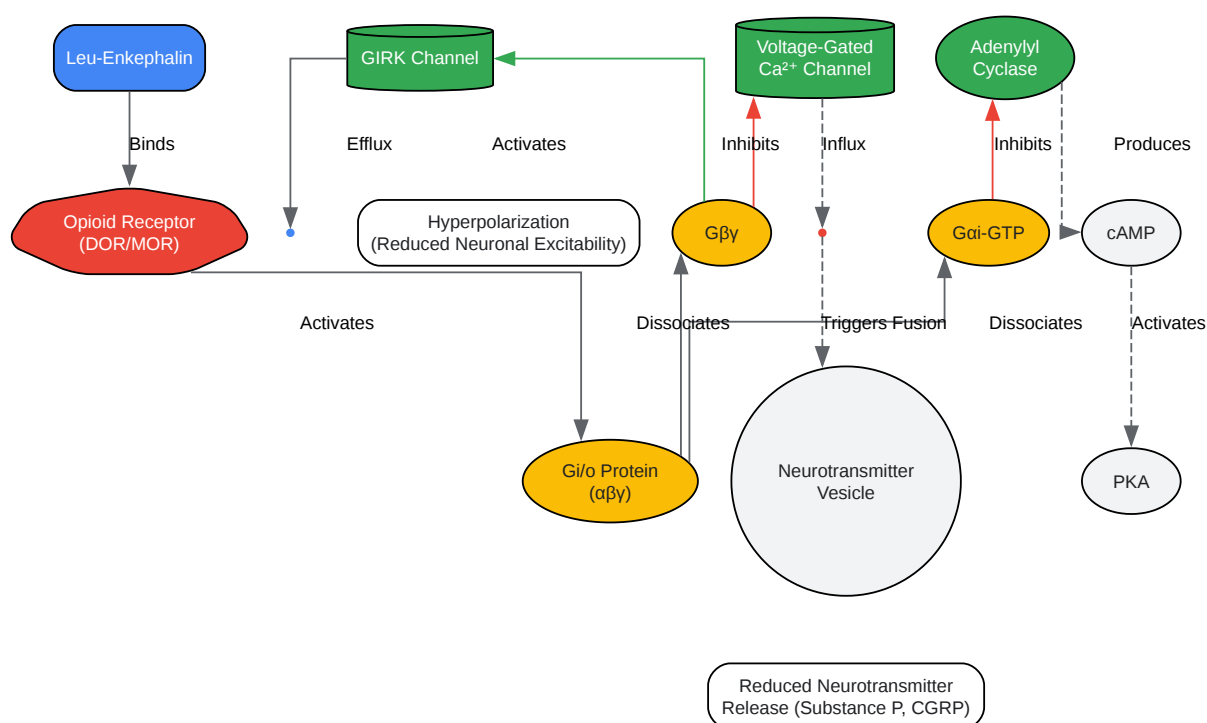 Leu-Enkephalin
GIRK Channel
Voltage-Gated
Ca²⁺ Channel
Adenylyl
Cyclase
Binds
Efflux
Activates
Inhibits
Influx
Inhibits
Produces
Opioid Receptor
(DOR/MOR)
Hyperpolarization
(Reduced Neuronal Excitability)
Gβγ
Gαi-GTP
cAMP
Activates
Dissociates
Triggers Fusion
Dissociates
Activates
Gi/o Protein
(αβγ)
Neurotransmitter
Vesicle
PKA
Reduced Neurotransmitter
Release (Substance P, CGRP)